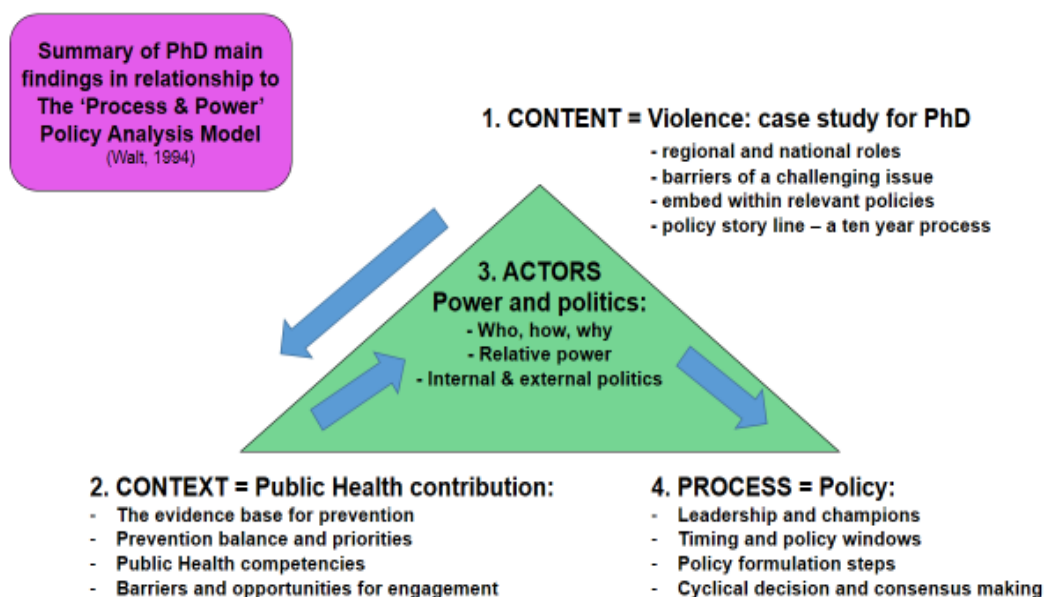 Summary of PhD main
findings in relationship to
The ‘Process & Power’
Policy Analysis Model
(Walt, 1994)
1. CONTENT = Violence: case study for PhD
- regional and national roles
- barriers of a challenging issue
- embed within relevant policies
- policy story line – a ten year process
3. ACTORS
Power and politics:
- Who, how, why
- Relative power
- Internal & external politics
2. CONTEXT = Public Health contribution:
- The evidence base for prevention
- Prevention balance and priorities
- Public Health competencies
- Barriers and opportunities for engagement
4. PROCESS = Policy:
- Leadership and champions
- Timing and policy windows
- Policy formulation steps
- Cyclical decision and consensus making